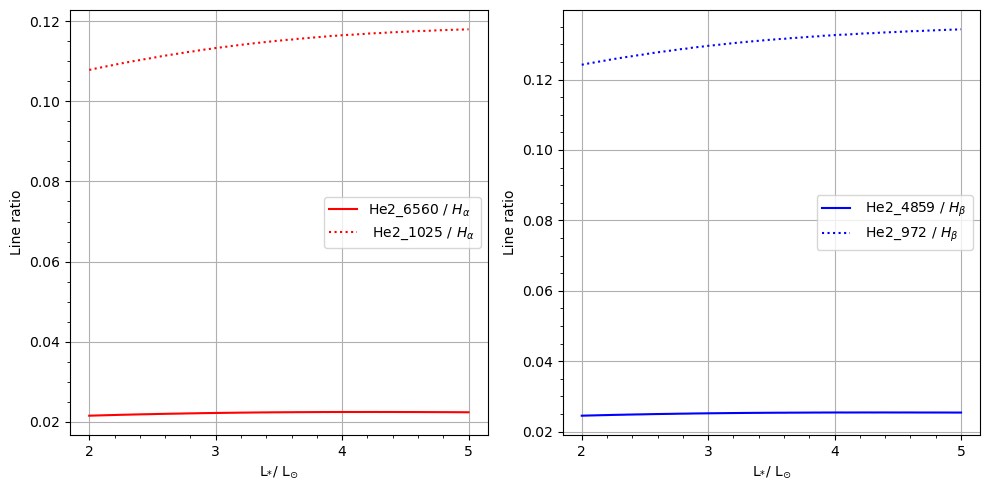 0.12
0.10
0.08
0.06
0.04
0.02
Line ratio
He2_6560 / Hα
He2_1025 / Hα
2
3
4
5
L*/ L⊙
0.12
0.10
0.08
0.06
0.04
0.02
Line ratio
He2_4859 / Hβ
He2_972 / Hβ
2
3
4
5
L*/ L⊙